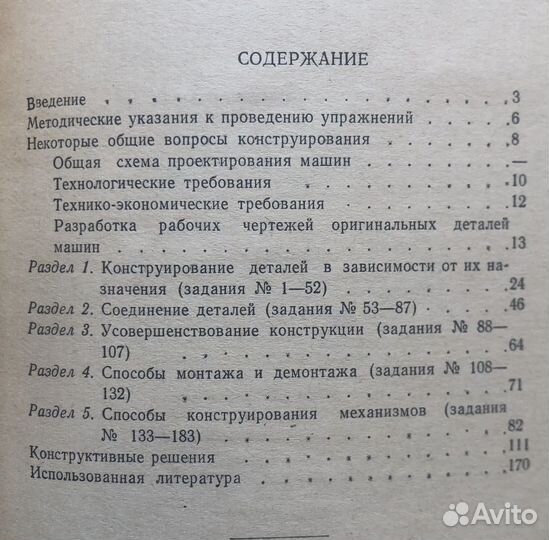 СОДЕРЖАНИЕ
Введение . . . . . . . . . . . . . . . . 3
Методические указания к проведению упражнений . . . 6
Некоторые общие вопросы конструирования . . . . . 8
Общая схема проектирования машин . . . . . . —
Технологические требования . . . . . . . . 10
Технико-экономические требования . . . . . . 12
Разработка рабочих чертежей оригинальных деталей
машин . . . . . . . . . . . . . . . 13
Раздел 1. Конструирование деталей в зависимости от их на-
значения (задания № 1—52) . . . . . . . 24
Раздел 2. Соединение деталей (задания № 53—87) . . . . 46
Раздел 3. Усовершенствование конструкции (задания № 88—
107) . . . . . . . . . . . . . . 64
Раздел 4. Способы монтажа и демонтажа (задания № 108—
132) . . . . . . . . . . . . . . 71
Раздел 5. Способы конструирования механизмов (задания
№ 133—183) . . . . . . . . . . . . 82
Конструктивные решения . . . . . . . . . . . 111
Использованная литература . . . . . . . . . . 170
Avito